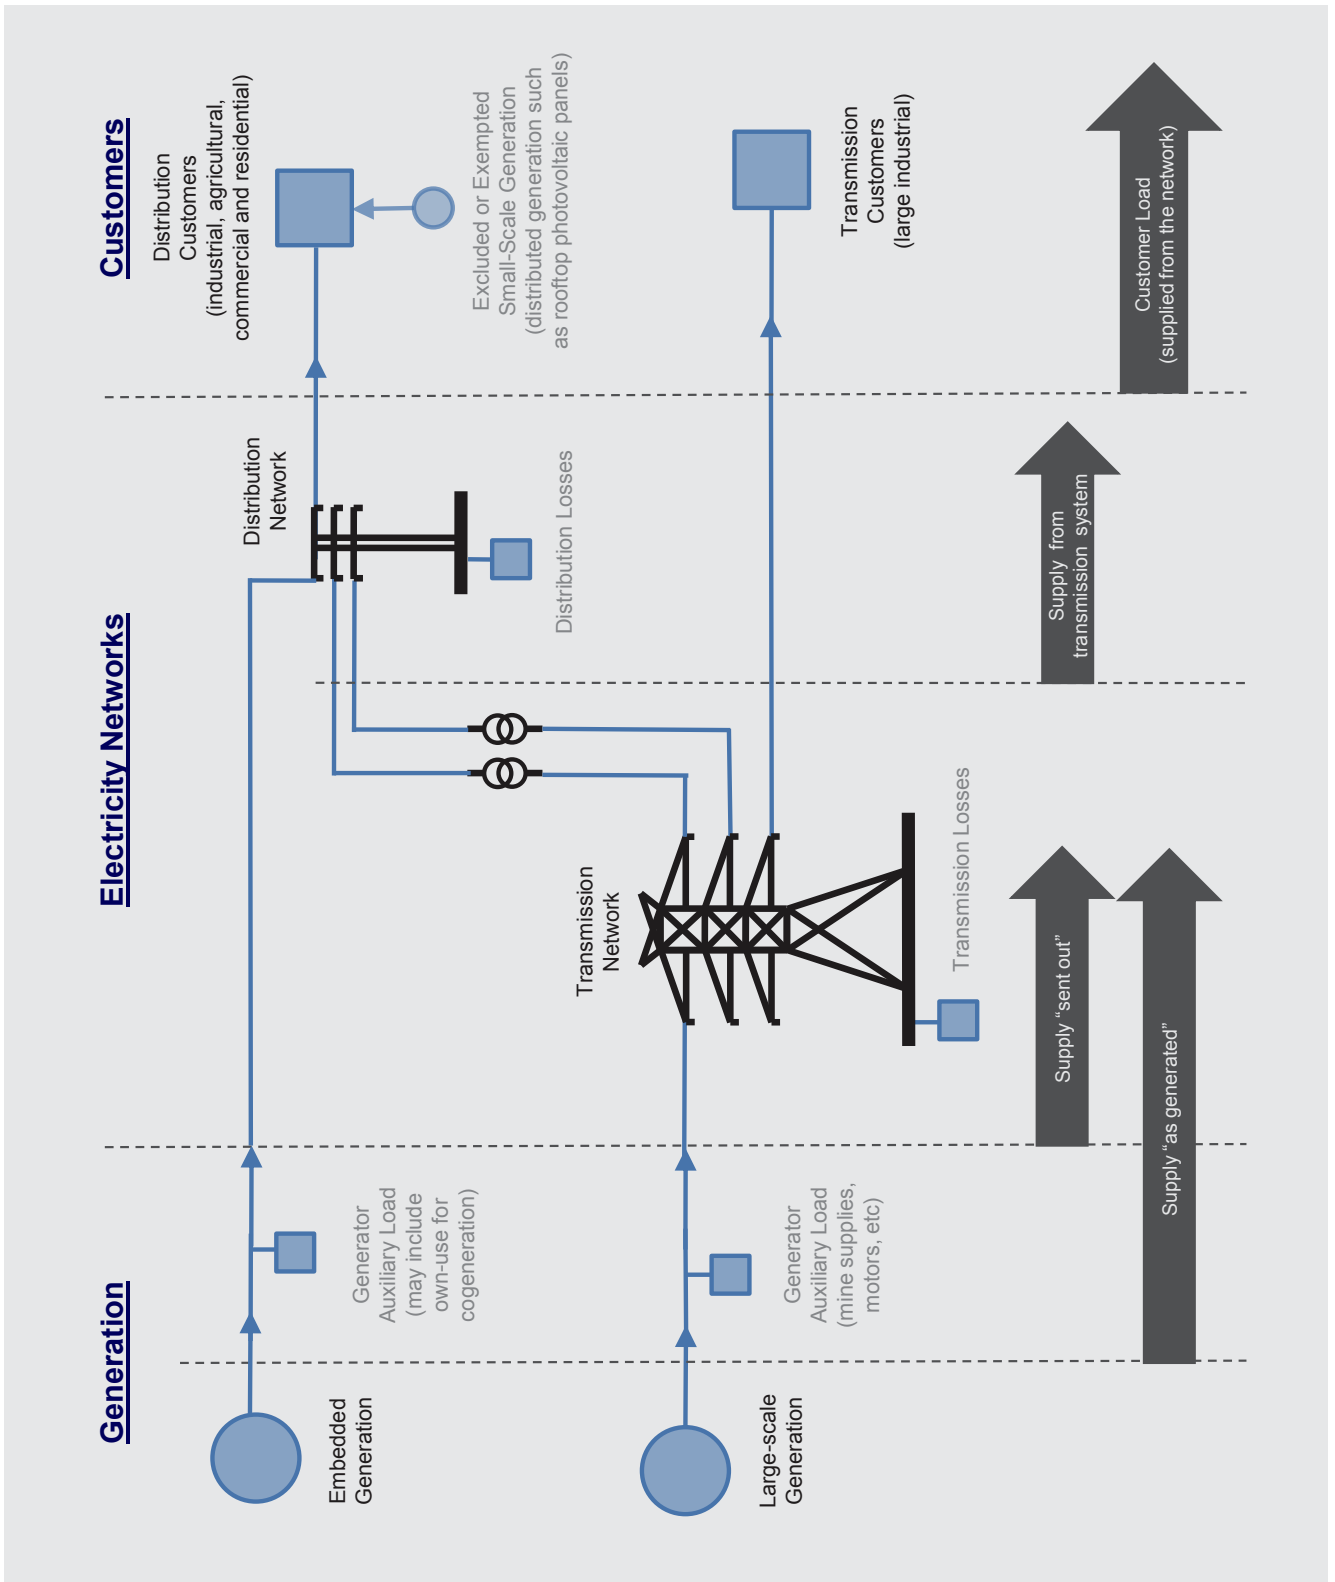 Generation
Electricity Networks
Customers
Distribution
Customers
(industrial, agricultural,
commercial and residential)
Distribution
Network
Embedded
Generation
Generator
Auxiliary Load
(may include
own-use for
cogeneration)
Distribution Losses
Excluded or Exempted
Small-Scale Generation
(distributed generation such
as rooftop photovoltaic panels)
Transmission
Network
Large-scale
Generation
Generator
Auxiliary Load
(mine supplies,
motors, etc)
Transmission Losses
Transmission
Customers
(large industrial)
Supply “sent out”
Supply from
transmission system
Supply “as generated”
Customer Load
(supplied from the network)